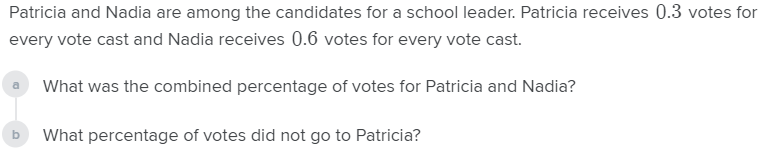 Patricia and Nadia are among the candidates for a school leader. Patricia receives 0.3 votes for
every vote cast and Nadia receives 0.6 votes for every vote cast.
a What was the combined percentage of votes for Patricia and Nadia?
b What percentage of votes did not go to Patricia?